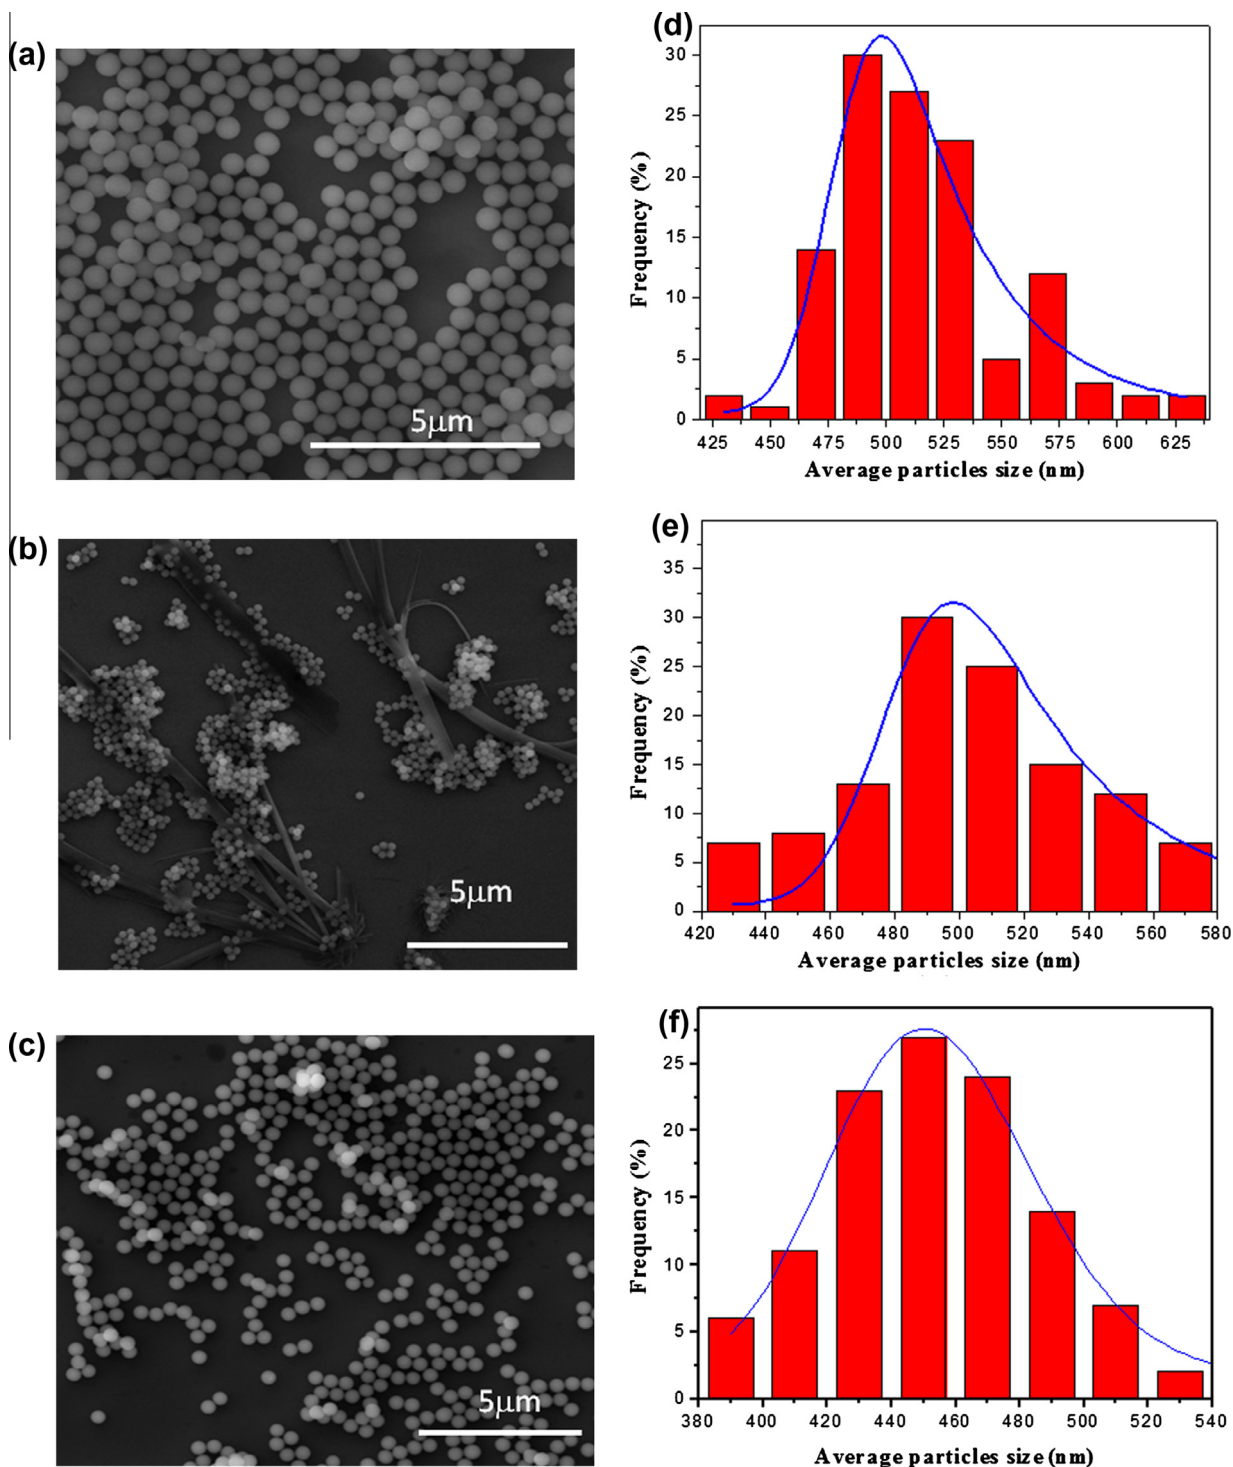 (a)
5μm
(d)
Frequency (%)
30
25
20
15
10
5
0
425 450 475 500 525 550 575 600 625
Average particles size (nm)
(b)
5μm
(e)
Frequency (%)
35
30
25
20
15
10
5
0
420 440 460 480 500 520 540 560 580
Average particles size (nm)
(c)
5μm
(f)
Frequency (%)
25
20
15
10
5
0
380 400 420 440 460 480 500 520 540
Average particles size (nm)